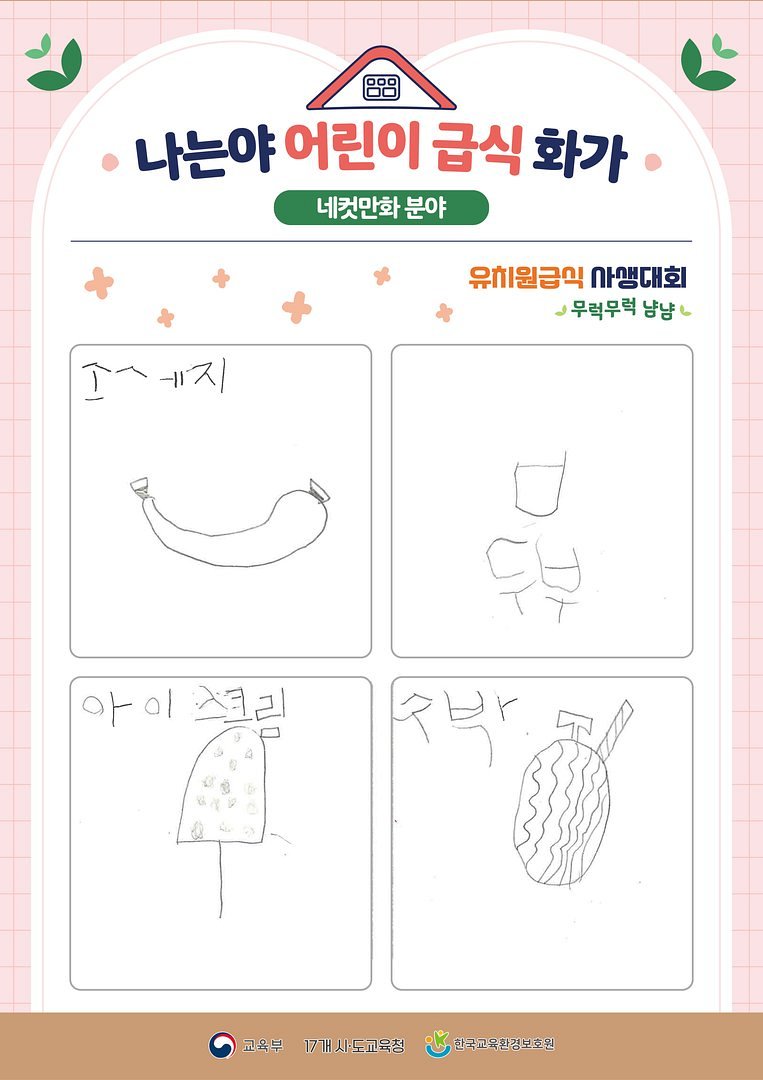 나는야 어린이 급식 화가
네컷만화 분야
유치원급식 사생대회
무럭무럭 냠냠
소세지
아이스크림
수박
교육부 17개 시·도교육청 한국교육환경보호원